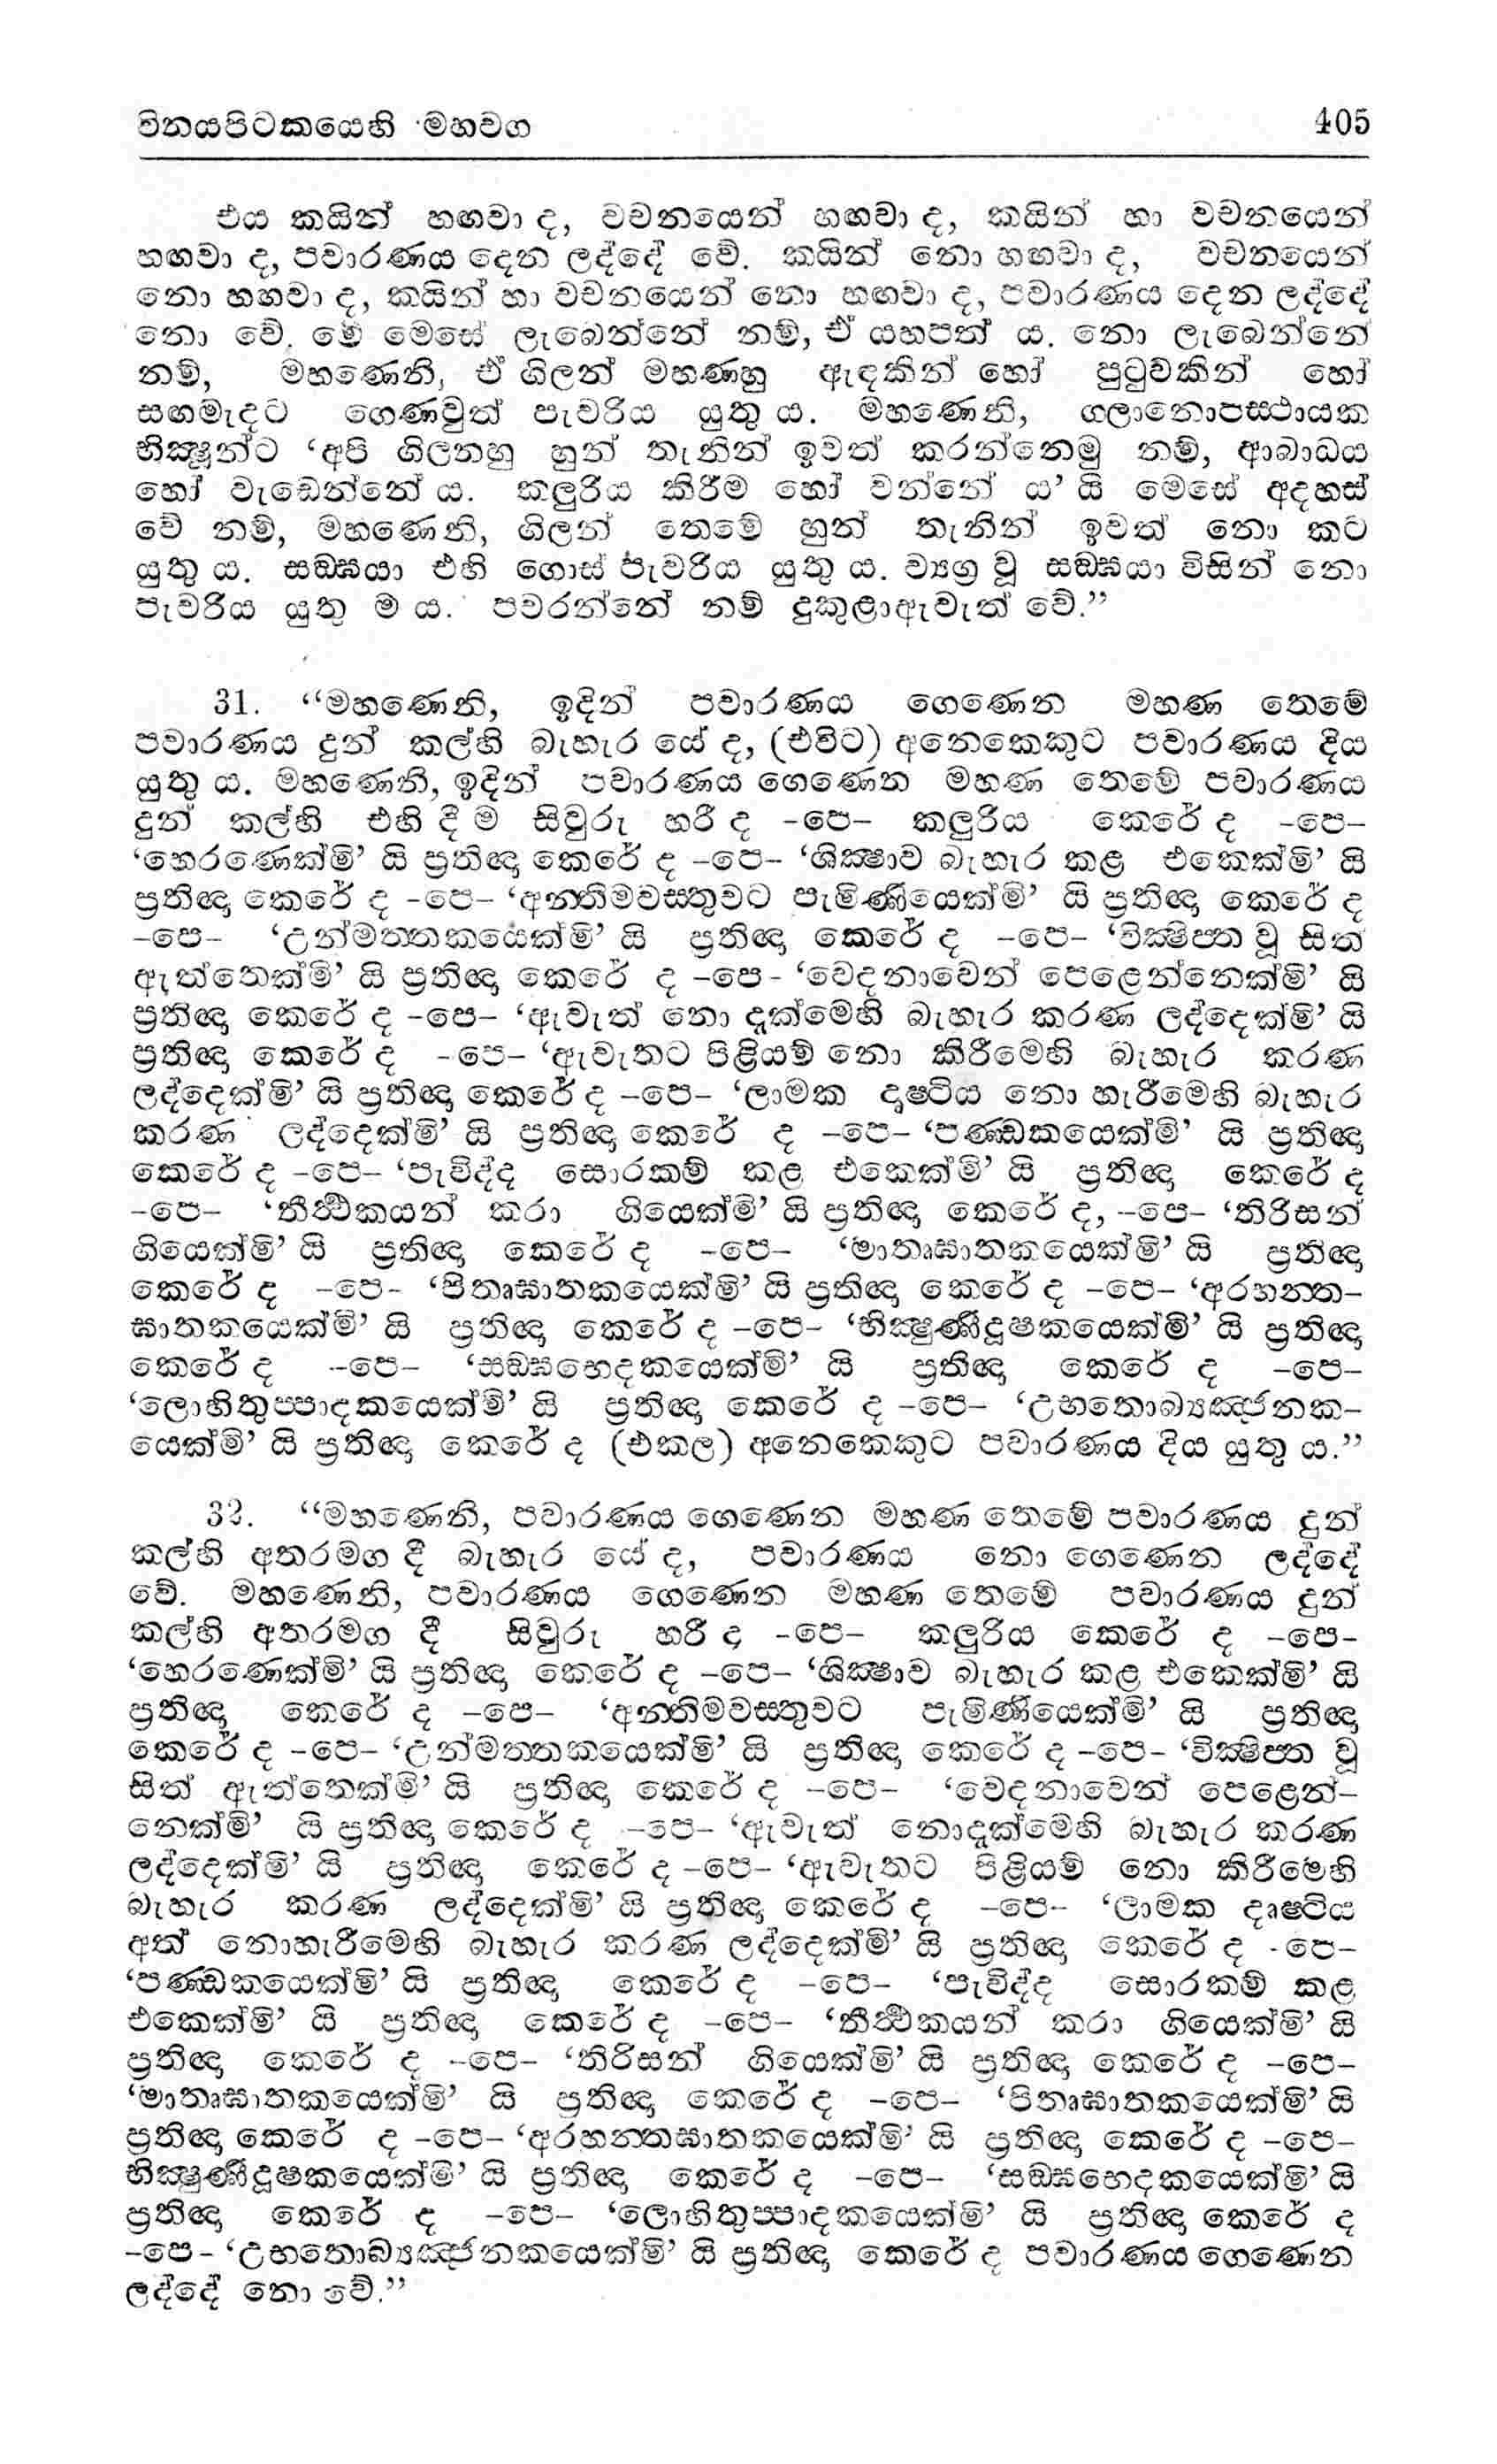 විනයපිටකයෙහි මහවග 405
එය කයින් හඟවා ද, වචනයෙන් හඟවා ද, කයින් හා වචනයෙන්
හඟවා ද, පවාරණය දෙන ලද්දේ වේ. කයින් නො හඟවා ද, වචනයෙන්
නො හඟවා ද, කයින් හා වචනයෙන් නො හඟවා ද, පවාරණය දෙන ලද්දේ
නො වේ. මේ මෙසේ ලැබෙන්නේ නම්, ඒ යහපත් ය. නො ලැබෙන්නේ
නම්, මහණෙනි, ඒ ගිලන් මහණහු ඇඳකින් හෝ පුටුවකින් හෝ
සඟමැදට ගෙණවුත් පැවරිය යුතු ය. මහණෙනි, ගලානොපස්ථායක
භික්‍ෂූන්ට ‘අපි ගිලනහු හුන් තැනින් ඉවත් කරන්නෙමු නම්, ආබාධය
හෝ වැඩෙන්නේ ය. කලුරිය කිරීම හෝ වන්නේ ය’ යි මෙසේ අදහස්
වේ නම්, මහණෙනි, ගිලන් තෙමේ හුන් තැනින් ඉවත් නො කට
යුතු ය. සඞ්ඝයා එහි ගොස් පැවරිය යුතු ය. ව්‍යග්‍ර වූ සඞ්ඝයා විසින් නො
පැවරිය යුතු ම ය. පවරන්නේ නම් දුකුළාඇවැත් වේ.”
31. “මහණෙනි, ඉදින් පවාරණය ගෙණෙන මහණ තෙමේ
පවාරණය දුන් කල්හි බැහැර යේ ද, (එවිට) අනෙකෙකුට පවාරණය දිය
යුතු ය. මහණෙනි, ඉදින් පවාරණය ගෙණෙන මහණ තෙමේ පවාරණය
දුන් කල්හි එහි දී ම සිවුරු හරී ද -පෙ- කලුරිය කෙරේ ද -පෙ-
‘හෙරණෙක්මි’ යි ප්‍රතිඥා කෙරේ ද -පෙ- ‘ශික්‍ෂාව බැහැර කළ එකෙක්මි’ යි
ප්‍රතිඥා කෙරේ ද -පෙ- ‘අන්තිමවස්තුවට පැමිණියෙක්මි’ යි ප්‍රතිඥා කෙරේ ද
-පෙ- ‘උන්මත්තකයෙක්මි’ යි ප්‍රතිඥා කෙරේ ද -පෙ- ‘වික්‍ෂිප්ත වූ සිත්
ඇත්තෙක්මි’ යි ප්‍රතිඥා කෙරේ ද -පෙ- ‘වෙදනාවෙන් පෙළෙන්නෙක්මි’ යි
ප්‍රතිඥා කෙරේ ද -පෙ- ‘ඇවැත් නො දැක්මෙහි බැහැර කරණ ලද්දෙක්මි’ යි
ප්‍රතිඥා කෙරේ ද -පෙ- ‘ඇවැතට පිළියම් නො කිරීමෙහි බැහැර කරණ
ලද්දෙක්මි’ යි ප්‍රතිඥා කෙරේ ද -පෙ- ‘ලාමක දෘෂ්ටිය නො හැරීමෙහි බැහැර
කරණ ලද්දෙක්මි’ යි ප්‍රතිඥා කෙරේ ද -පෙ- ‘පණ්ඩකයෙක්මි’ යි ප්‍රතිඥා
කෙරේ ද -පෙ- ‘පැවිද්ද සොරකම් කළ එකෙක්මි’ යි ප්‍රතිඥා කෙරේ ද
-පෙ- ‘තීර්ථකයන් කරා ගියෙක්මි’ යි ප්‍රතිඥා කෙරේ ද, -පෙ- ‘තිරිසන්
ගියෙක්මි’ යි ප්‍රතිඥා කෙරේ ද -පෙ- ‘මාතෘඝාතකයෙක්මි’ යි ප්‍රතිඥා
කෙරේ ද -පෙ- ‘පිතෘඝාතකයෙක්මි’ යි ප්‍රතිඥා කෙරේ ද -පෙ- ‘අරහන්ත-
ඝාතකයෙක්මි’ යි ප්‍රතිඥා කෙරේ ද -පෙ- ‘භික්‍ෂුණීදූෂකයෙක්මි’ යි ප්‍රතිඥා
කෙරේ ද -පෙ- ‘සඞ්ඝභෙදකයෙක්මි’ යි ප්‍රතිඥා කෙරේ ද -පෙ-
‘ලොහිතුප්පාදකයෙක්මි’ යි ප්‍රතිඥා කෙරේ ද -පෙ- ‘උභතොබ්‍යඤ්ජනක-
යෙක්මි’ යි ප්‍රතිඥා කෙරේ ද (එකල) අනෙකෙකුට පවාරණය දිය යුතු ය.”
32. “මහණෙනි, පවාරණය ගෙණෙන මහණ තෙමේ පවාරණය දුන්
කල්හි අතරමග දී බැහැර යේ ද, පවාරණය නො ගෙණෙන ලද්දේ
වේ. මහණෙනි, පවාරණය ගෙණෙන මහණ තෙමේ පවාරණය දුන්
කල්හි අතරමග දී සිවුරු හරී ද -පෙ- කලුරිය කෙරේ ද -පෙ-
‘හෙරණෙක්මි’ යි ප්‍රතිඥා කෙරේ ද -පෙ- ‘ශික්‍ෂාව බැහැර කළ එකෙක්මි’ යි
ප්‍රතිඥා කෙරේ ද -පෙ- ‘අන්තිමවස්තුවට පැමිණියෙක්මි’ යි ප්‍රතිඥා
කෙරේ ද -පෙ- ‘උන්මත්තකයෙක්මි’ යි ප්‍රතිඥා කෙරේ ද -පෙ- ‘වික්‍ෂිප්ත වූ
සිත් ඇත්තෙක්මි’ යි ප්‍රතිඥා කෙරේ ද -පෙ- ‘වෙදනාවෙන් පෙළෙන්-
නෙක්මි’ යි ප්‍රතිඥා කෙරේ ද -පෙ- ‘ඇවැත් නොදැක්මෙහි බැහැර කරණ
ලද්දෙක්මි’ යි ප්‍රතිඥා කෙරේ ද -පෙ- ‘ඇවැතට පිළියම් නො කිරීමෙහි
බැහැර කරණ ලද්දෙක්මි’ යි ප්‍රතිඥා කෙරේ ද -පෙ- ‘ලාමක දෘෂ්ටිය
අත් නොහැරීමෙහි බැහැර කරණ ලද්දෙක්මි’ යි ප්‍රතිඥා කෙරේ ද -පෙ-
‘පණ්ඩකයෙක්මි’ යි ප්‍රතිඥා කෙරේ ද -පෙ- ‘පැවිද්ද සොරකම් කළ
එකෙක්මි’ යි ප්‍රතිඥා කෙරේ ද -පෙ- ‘තීර්ථකයන් කරා ගියෙක්මි’ යි
ප්‍රතිඥා කෙරේ ද -පෙ- ‘තිරිසන් ගියෙක්මි’ යි ප්‍රතිඥා කෙරේ ද -පෙ-
‘මාතෘඝාතකයෙක්මි’ යි ප්‍රතිඥා කෙරේ ද -පෙ- ‘පිතෘඝාතකයෙක්මි’ යි
ප්‍රතිඥා කෙරේ ද -පෙ- ‘අරහන්තඝාතකයෙක්මි’ යි ප්‍රතිඥා කෙරේ ද -පෙ-
භික්‍ෂුණීදූෂකයෙක්මි’ යි ප්‍රතිඥා කෙරේ ද -පෙ- ‘සඞ්ඝභෙදකයෙක්මි’ යි
ප්‍රතිඥා කෙරේ ද -පෙ- ‘ලොහිතුප්පාදකයෙක්මි’ යි ප්‍රතිඥා කෙරේ ද
-පෙ- ‘උභතොබ්‍යඤ්ජනකයෙක්මි’ යි ප්‍රතිඥා කෙරේ ද පවාරණය ගෙණෙන
ලද්දේ නො වේ.”